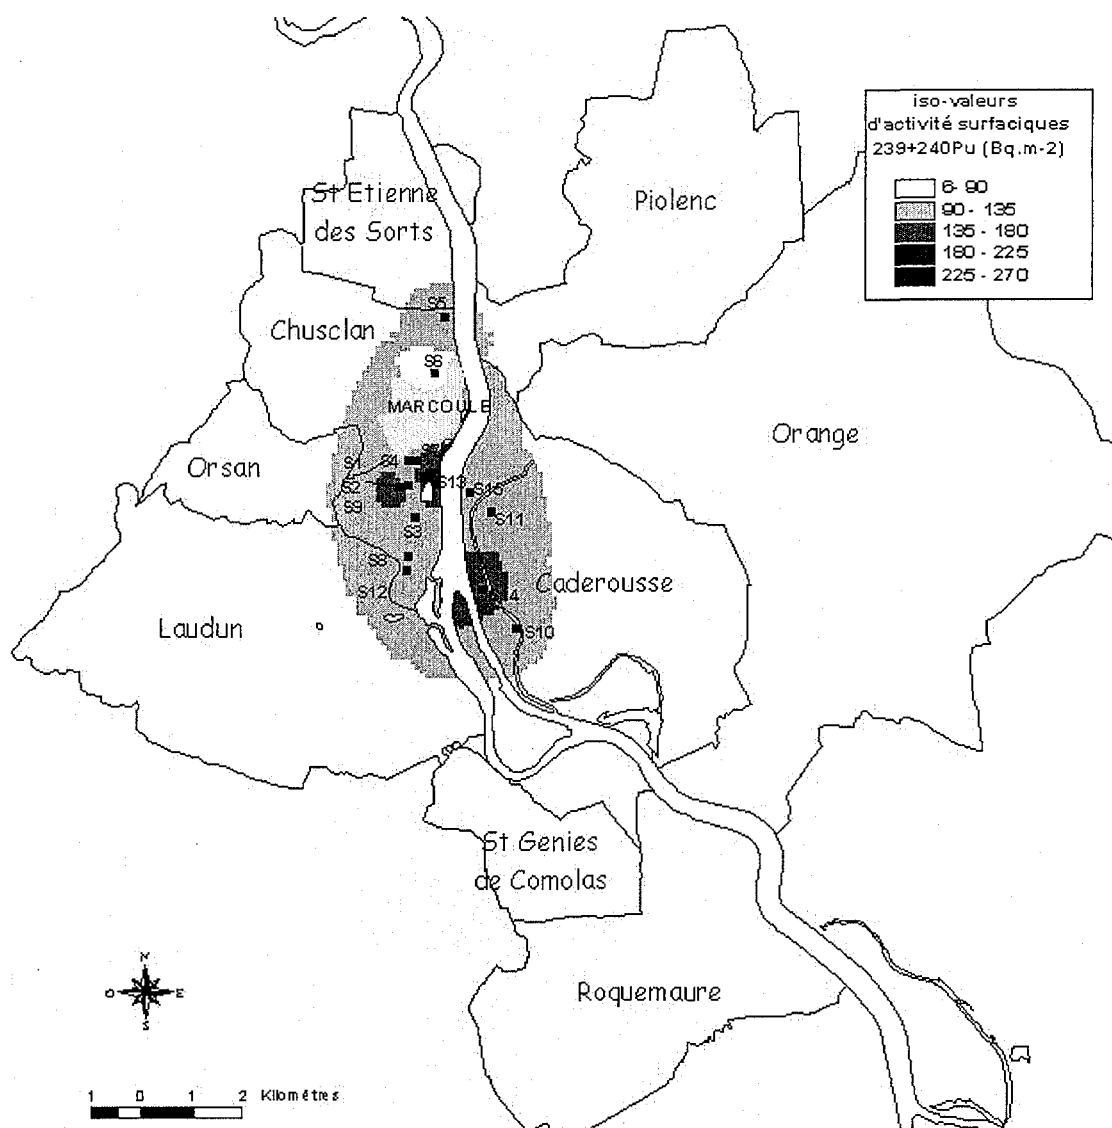 iso-valeurs
d'activité surfaciques
239+240Pu (Bq.m-2)
6- 90
90 - 135
135 - 180
180 - 225
225 - 270
St Etienne
des Sorts
Piolenc
Chusclan
S5
S6
MARCOULE
Orange
Orsan
S1
S4
S2
S13
S15
S9
S3
S11
S8
S12
Caderousse
Laudun
S10
St Genies
de Comolas
Roquemaure
N
O
E
S
1 0 1 2 Kilométres